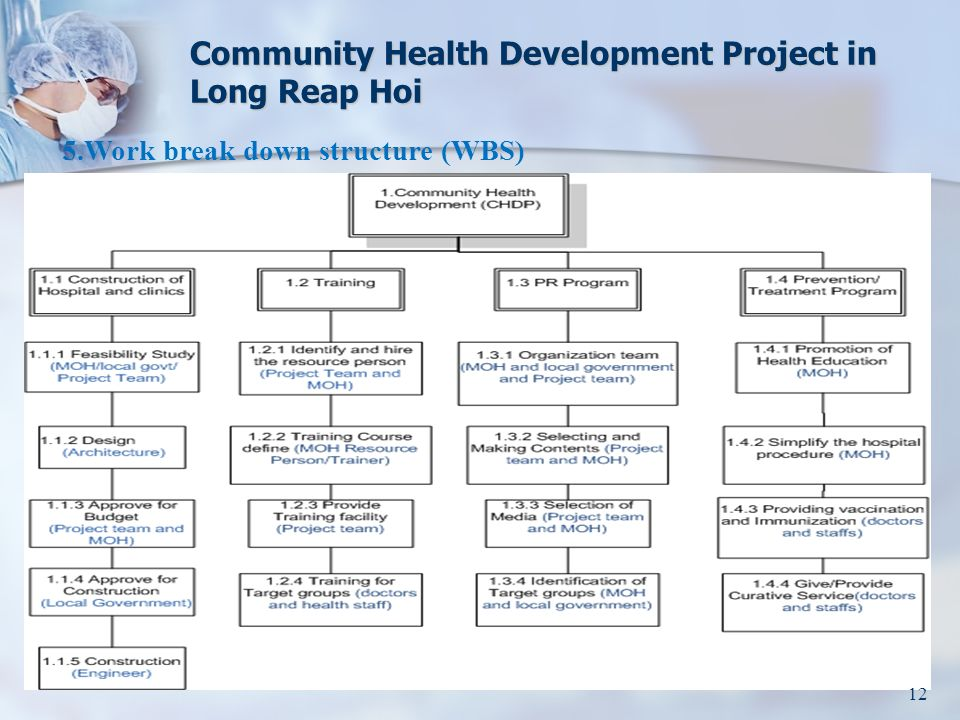 Community Health Development Project in
Long Reap Hoi
5.Work break down structure (WBS)
1.Community Health
Development (CHDP)
1.1 Construction of
Hospital and clinics
1.2 Training
1.3 PR Program
1.4 Prevention/
Treatment Program
1.1.1 Feasibility Study
(MOH/local govt/
Project Team)
1.1.2 Design
(Architecture)
1.1.3 Approve for
Budget
(Project team and
MOH)
1.1.4 Approve for
Construction
(Local Government)
1.1.5 Construction
(Engineer)
1.2.1 Identify and hire
the resource person
(Project Team and
MOH)
1.2.2 Training Course
define (MOH Resource
Person/Trainer)
1.2.3 Provide
Training facility
(Project team)
1.2.4 Training for
Target groups (doctors
and health staff)
1.3.1 Organization team
(MOH and local government
and Project team)
1.3.2 Selecting and
Making Contents (Project
team and MOH)
1.3.3 Selection of
Media (Project team
and MOH)
1.3.4 Identification of
Target groups (MOH
and local government)
1.4.1 Promotion of
Health Education
(MOH)
1.4.2 Simplify the hospital
procedure (MOH)
1.4.3 Providing vaccination
and Immunization (doctors
and staffs)
1.4.4 Give/Provide
Curative Service(doctors
and staffs)
12